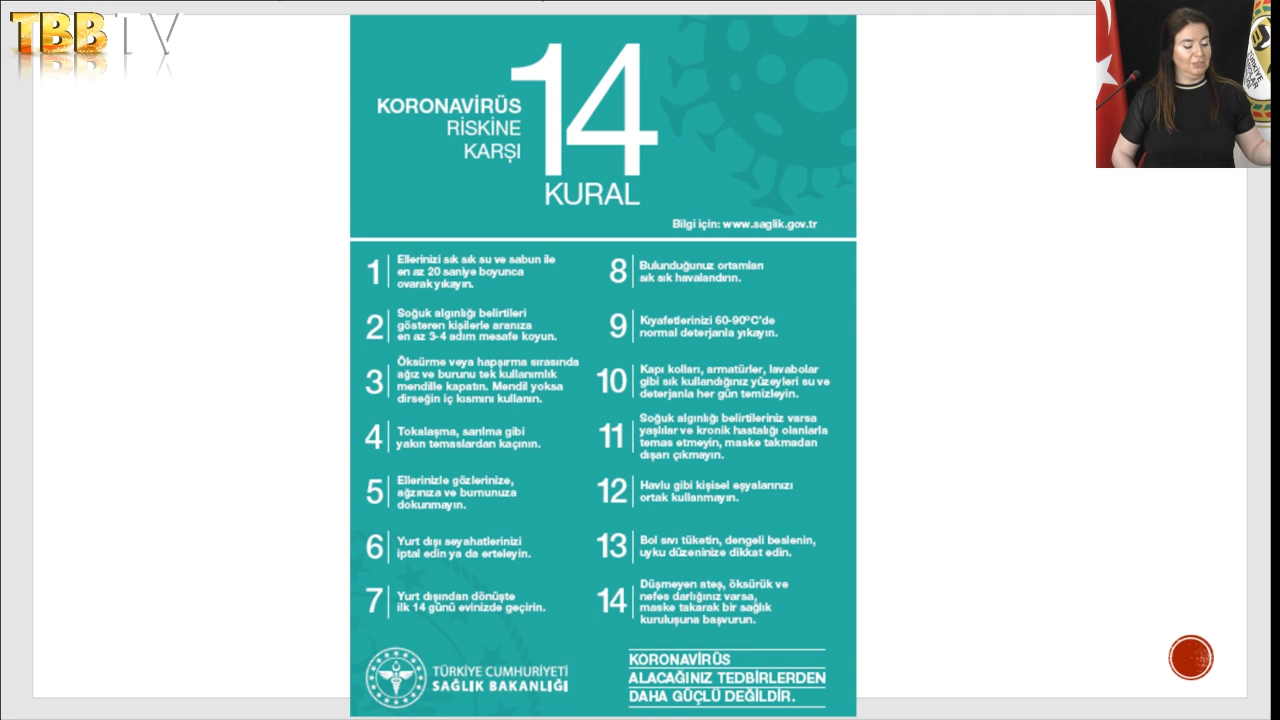 TBB TV
KORONAVİRÜS
RİSKİNE
KARŞI
14
KURAL
Bilgi için: www.saglik.gov.tr
1
Ellerinizi sık sık su ve sabun ile
en az 20 saniye boyunca
ovarak yıkayın.
2
Soğuk algınlığı belirtileri
gösteren kişilerle aranıza
en az 3-4 adım mesafe koyun.
3
Öksürme veya hapşırma sırasında
ağız ve burunu tek kullanımlık
mendille kapatın. Mendil yoksa
dirseğin iç kısmını kullanın.
4
Tokalaşma, sarılma gibi
yakın temaslardan kaçının.
5
Ellerinizle gözlerinize,
ağzınıza ve burnunuza
dokunmayın.
6
Yurt dışı seyahatlerinizi
iptal edin ya da erteleyin.
7
Yurt dışından dönüşte
ilk 14 günü evinizde geçirin.
8
Bulunduğunuz ortamları
sık sık havalandırın.
9
Kıyafetlerinizi 60-90°C'de
normal deterjanla yıkayın.
10
Kapı kolları, armatürler, lavabolar
gibi sık kullandığınız yüzeyleri su ve
deterjanla her gün temizleyin.
11
Soğuk algınlığı belirtileriniz varsa
yaşlılar ve kronik hastalığı olanlarla
temas etmeyin, maske takmadan
dışarı çıkmayın.
12
Havlu gibi kişisel eşyalarınızı
ortak kullanmayın.
13
Bol sıvı tüketin, dengeli beslenin,
uyku düzeninize dikkat edin.
14
Düşmeyen ateş, öksürük ve
nefes darlığınız varsa,
maske takarak bir sağlık
kuruluşuna başvurun.
TÜRKİYE CUMHURİYETİ
SAĞLIK BAKANLIĞI
KORONAVİRÜS
ALACAĞINIZ TEDBİRLERDEN
DAHA GÜÇLÜ DEĞİLDİR.